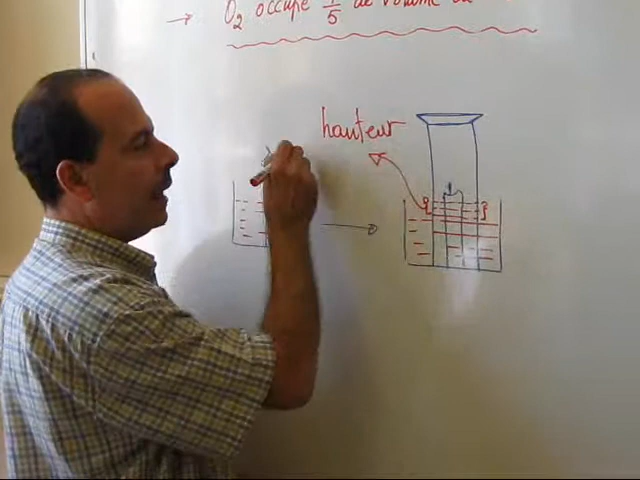 → O₂ occupe 1/5 de volume
hauteur